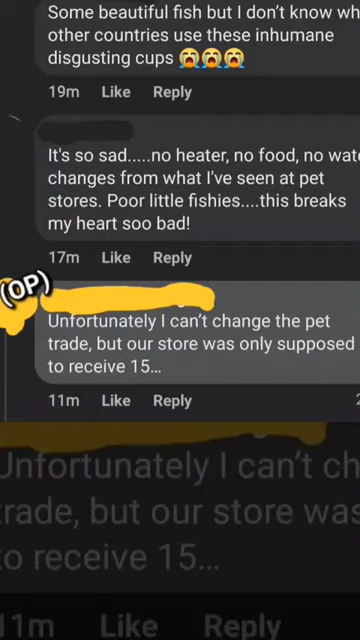 Some beautiful fish but I don't know wh
other countries use these inhumane
disgusting cups 😭😭😭
19m Like Reply
It's so sad.....no heater, no food, no wat
changes from what I've seen at pet
stores. Poor little fishies....this breaks
my heart soo bad!
17m Like Reply
(OP)
Unfortunately I can't change the pet
trade, but our store was only supposed
to receive 15...
11m Like Reply 2
Unfortunately I can't ch
trade, but our store was
to receive 15...
11m Like Reply